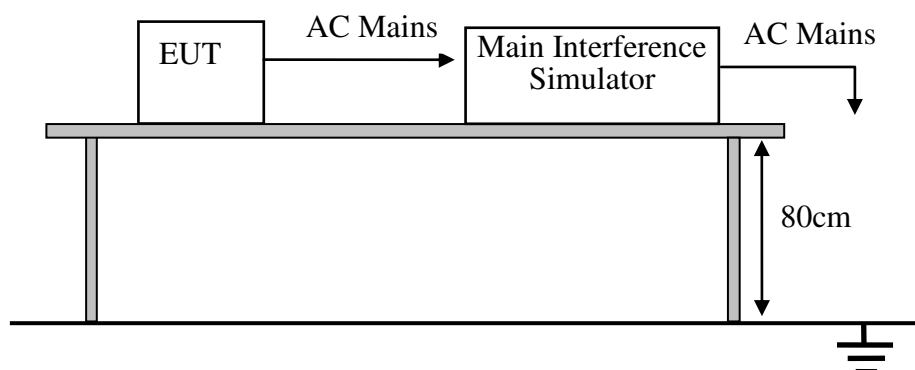 AC Mains
EUT
Main Interference
Simulator
AC Mains
80cm